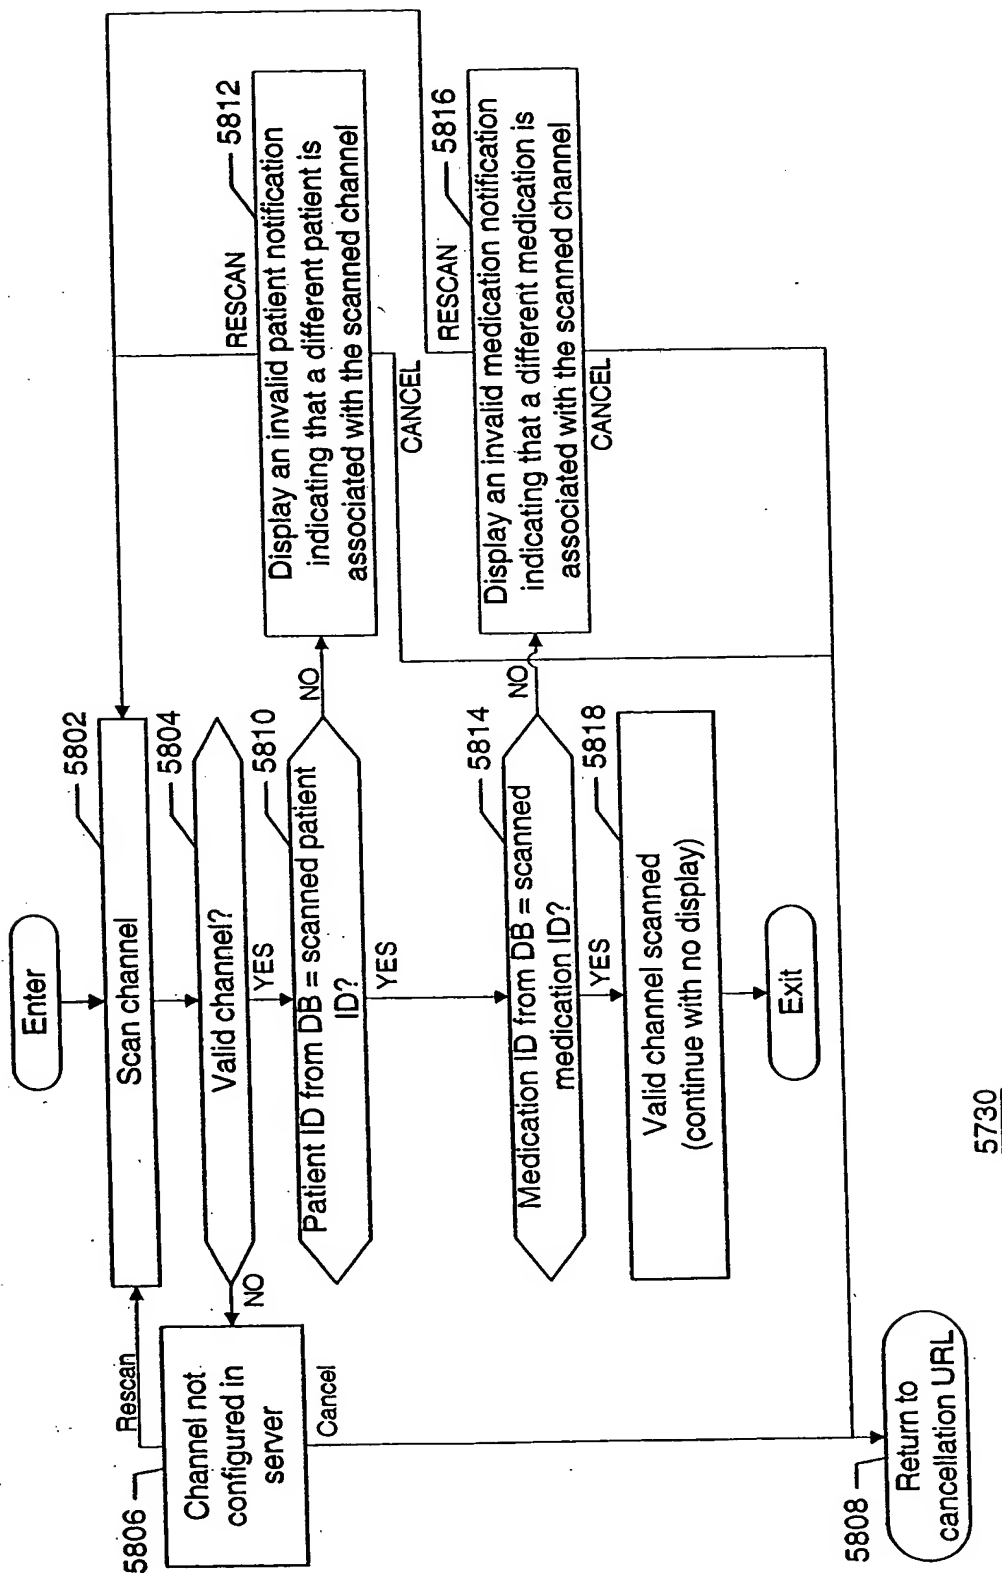 Enter
5802
Scan channel
5804
Valid channel?
YES
NO
5806
Channel not
configured in
server
Rescan
Cancel
5810
Patient ID from DB = scanned patient
ID?
YES
NO
5812
RESCAN
Display an invalid patient notification
indicating that a different patient is
associated with the scanned channel
CANCEL
5814
Medication ID from DB = scanned
medication ID?
YES
NO
5816
RESCAN
Display an invalid medication notification
indicating that a different medication is
associated with the scanned channel
CANCEL
5818
Valid channel scanned
(continue with no display)
Exit
5808
Return to
cancellation URL
5730